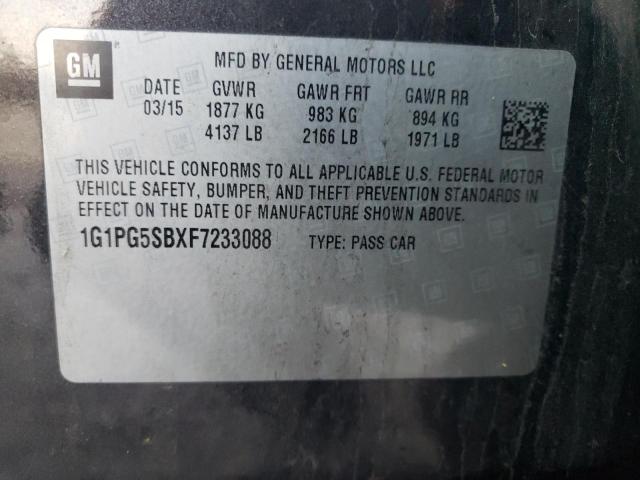 GM
MFD BY GENERAL MOTORS LLC
DATE GVWR GAWR FRT GAWR RR
03/15 1877 KG 983 KG 894 KG
4137 LB 2166 LB 1971 LB
THIS VEHICLE CONFORMS TO ALL APPLICABLE U.S. FEDERAL MOTOR
VEHICLE SAFETY, BUMPER, AND THEFT PREVENTION STANDARDS IN
EFFECT ON THE DATE OF MANUFACTURE SHOWN ABOVE.
1G1PG5SBXF7233088 TYPE: PASS CAR